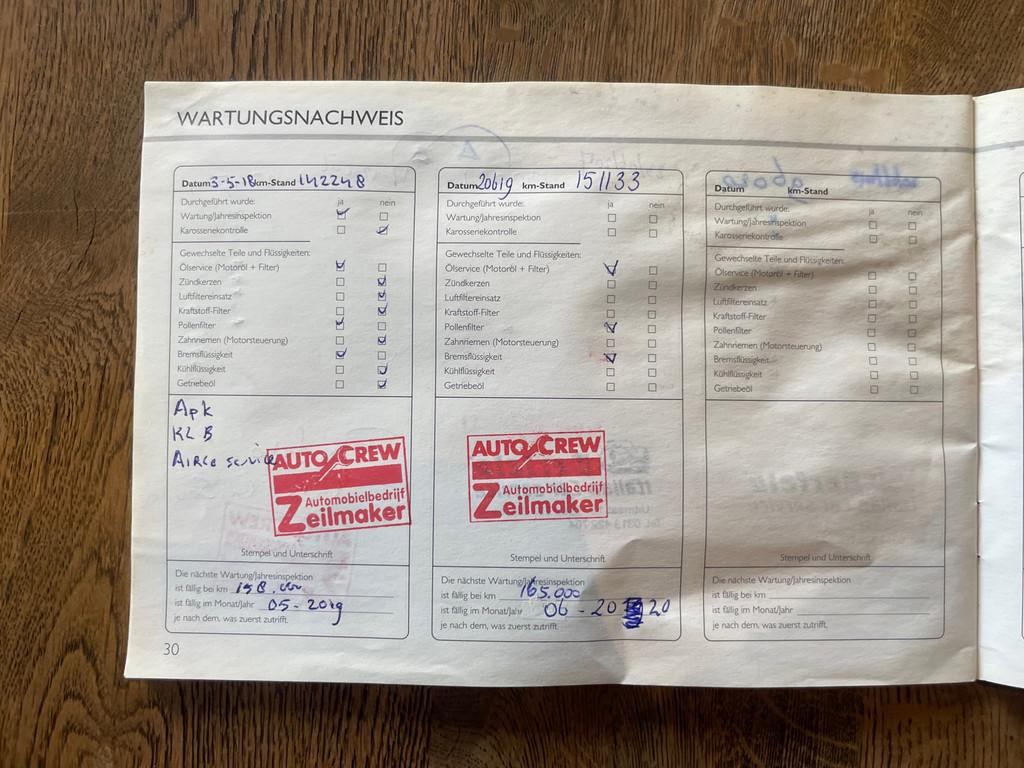 WARTUNGSNACHWEIS
Datum 3-5-18 km-Stand 142248
Durchgeführt wurde: ja nein
Wartung/Jahresinspektion
Karosseriekontrolle
Gewechselte Teile und Flüssigkeiten:
Ölservice (Motoröl + Filter)
Zündkerzen
Luftfiltereinsatz
Kraftstoff-Filter
Pollenfilter
Zahnriemen (Motorsteuerung)
Bremsflüssigkeit
Kühlflüssigkeit
Getriebeöl
Apk
KLB
Airco service
AUTO CREW
Automobielbedrijf
Zeilmaker
Stempel und Unterschrift
Die nächste Wartung/Jahresinspektion
ist fällig bei km 158.000
ist fällig im Monat/Jahr 05-2019
je nach dem, was zuerst zutrifft.
30
Datum 200619 km-Stand 151133
Durchgeführt wurde: ja nein
Wartung/Jahresinspektion
Karosseriekontrolle
Gewechselte Teile und Flüssigkeiten:
Ölservice (Motoröl + Filter)
Zündkerzen
Luftfiltereinsatz
Kraftstoff-Filter
Pollenfilter
Zahnriemen (Motorsteuerung)
Bremsflüssigkeit
Kühlflüssigkeit
Getriebeöl
AUTO CREW
Automobielbedrijf
Zeilmaker
Stempel und Unterschrift
Die nächste Wartung/Jahresinspektion
ist fällig bei km 165.000
ist fällig im Monat/Jahr 06-20 20
je nach dem, was zuerst zutrifft.
Datum km-Stand
Durchgeführt wurde: ja nein
Wartung/Jahresinspektion
Karosseriekontrolle
Gewechselte Teile und Flüssigkeiten:
Ölservice (Motoröl + Filter)
Zündkerzen
Luftfiltereinsatz
Kraftstoff-Filter
Pollenfilter
Zahnriemen (Motorsteuerung)
Bremsflüssigkeit
Kühlflüssigkeit
Getriebeöl
Stempel und Unterschrift
Die nächste Wartung/Jahresinspektion
ist fällig bei km
ist fällig im Monat/Jahr
je nach dem, was zuerst zutrifft.